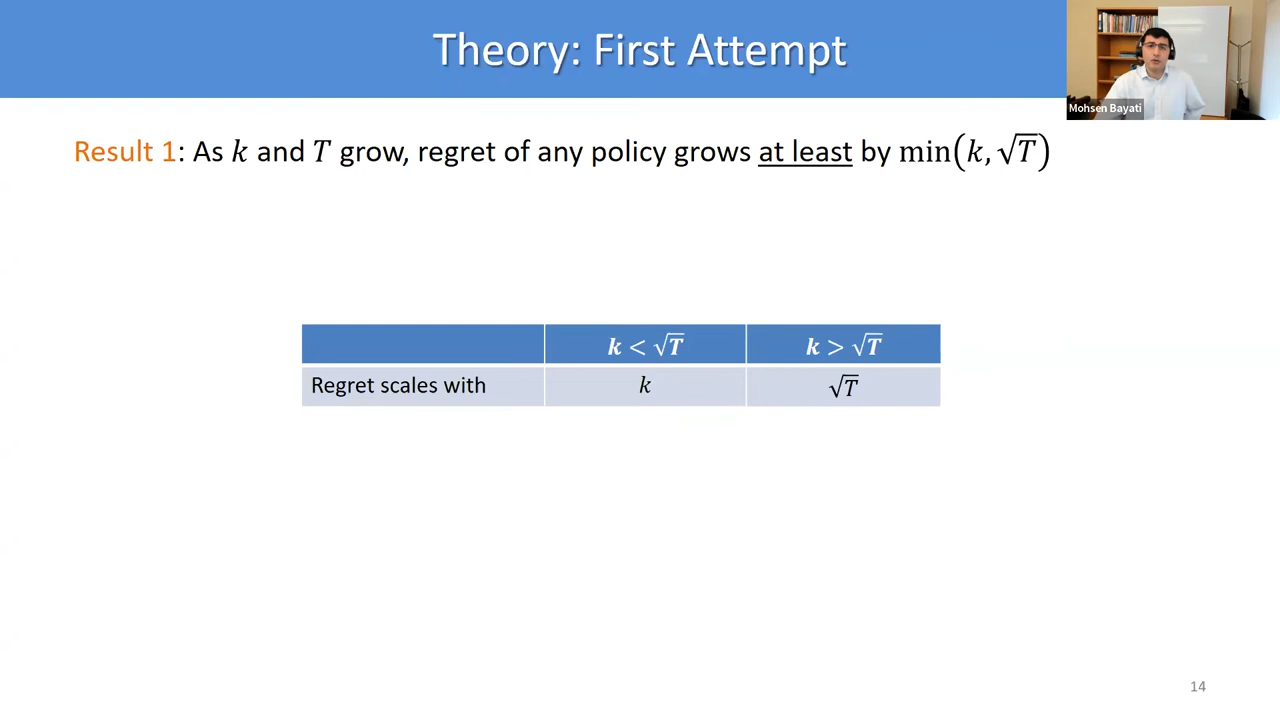 Theory: First Attempt
Mohsen Bayati
Result 1: As k and T grow, regret of any policy grows at least by min(k, √T)
k < √T k > √T
Regret scales with k √T
14